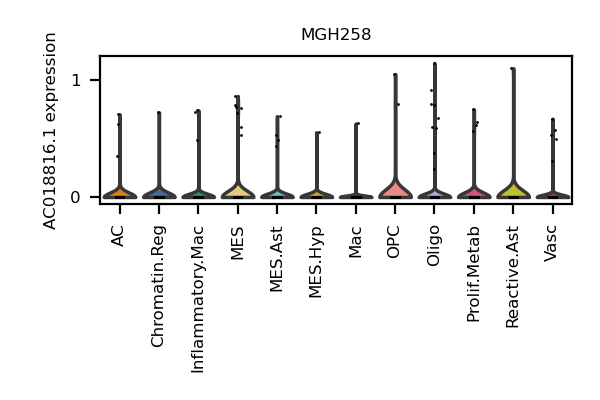 MGH258
AC018816.1 expression
1
0
AC
Chromatin.Reg
Inflammatory.Mac
MES
MES.Ast
MES.Hyp
Mac
OPC
Oligo
Prolif.Metab
Reactive.Ast
Vasc